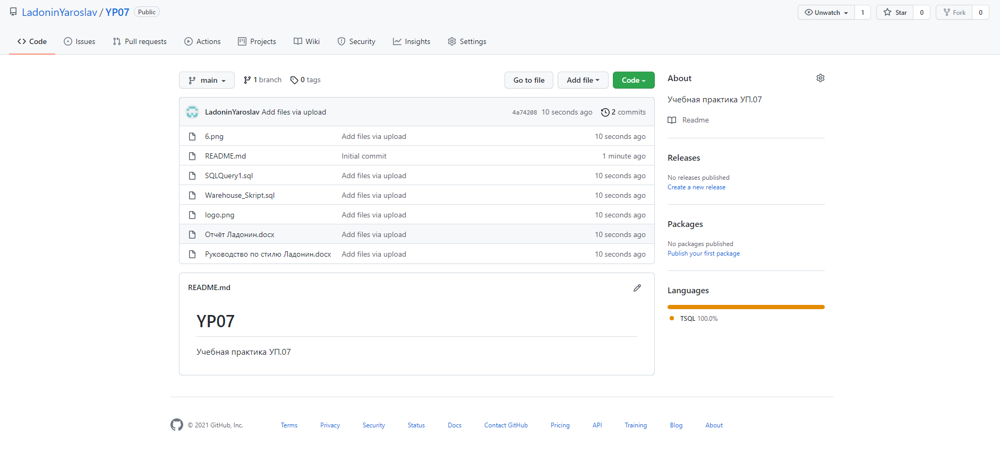 LadoninYaroslav / YP07 Public
Unwatch 1 Star 0 Fork 0
Code Issues Pull requests Actions Projects Wiki Security Insights Settings
main 1 branch 0 tags Go to file Add file Code
LadoninYaroslav Add files via upload 4a74208 10 seconds ago 2 commits
6.png Add files via upload 10 seconds ago
README.md Initial commit 1 minute ago
SQLQuery1.sql Add files via upload 10 seconds ago
Warehouse_Skript.sql Add files via upload 10 seconds ago
logo.png Add files via upload 10 seconds ago
Отчёт Ладонин.docx Add files via upload 10 seconds ago
Руководство по стилю Ладонин.docx Add files via upload 10 seconds ago
README.md
YP07
Учебная практика УП.07
About
Учебная практика УП.07
Readme
Releases
No releases published
Create a new release
Packages
No packages published
Publish your first package
Languages
TSQL 100.0%
© 2021 GitHub, Inc. Terms Privacy Security Status Docs Contact GitHub Pricing API Training Blog About